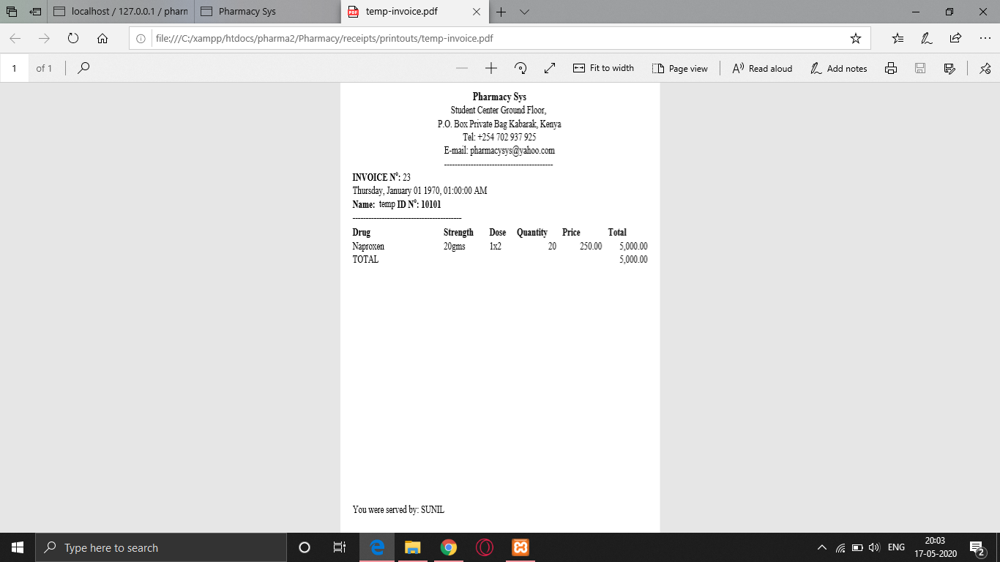 localhost / 127.0.0.1 / pharm
Pharmacy Sys
temp-invoice.pdf
file:///C:/xampp/htdocs/pharma2/Pharmacy/receipts/printouts/temp-invoice.pdf
1 of 1
Fit to width
Page view
Read aloud
Add notes
Pharmacy Sys
Student Center Ground Floor,
P.O. Box Private Bag Kabarak, Kenya
Tel: +254 702 937 925
E-mail: pharmacysys@yahoo.com
-----------------------------------------
INVOICE Nº: 23
Thursday, January 01 1970, 01:00:00 AM
Name: temp ID Nº: 10101
-----------------------------------------
Drug Strength Dose Quantity Price Total
Naproxen 20gms 1x2 20 250.00 5,000.00
TOTAL 5,000.00
You were served by: SUNIL
Type here to search
ENG
20:03
17-05-2020
2